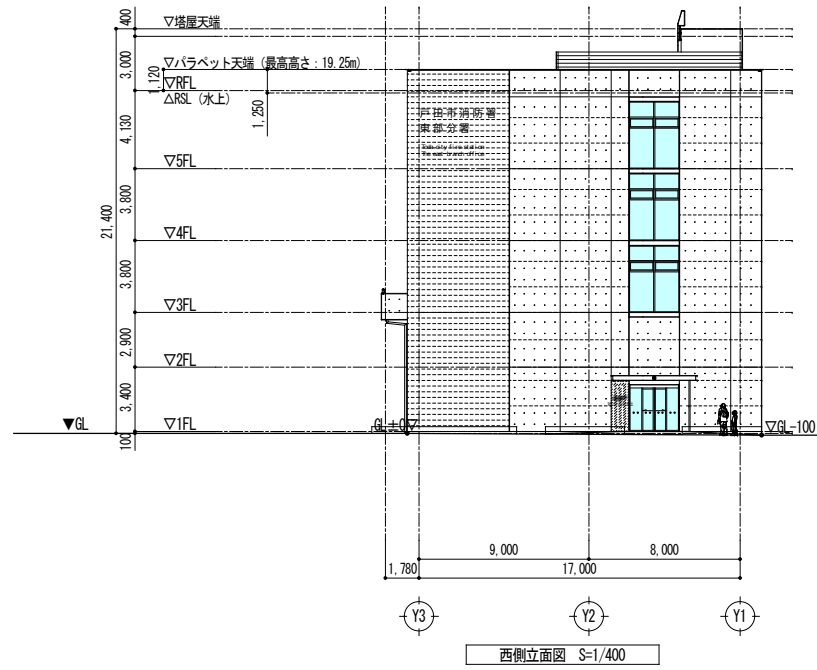 400
▽塔屋天端
3,000
▽パラペット天端 (最高高さ：19.25m)
1,120
▽RFL
△RSL (水上)
1,250
4,130
戸田市消防署
東部分署
▽5FL
3,800
21,400
▽4FL
3,800
▽3FL
2,900
▽2FL
3,400
▼GL
▽1FL
GL±0▽
▽GL-100
100
9,000
8,000
1,780
17,000
Y3
Y2
Y1
西側立面図 S=1/400